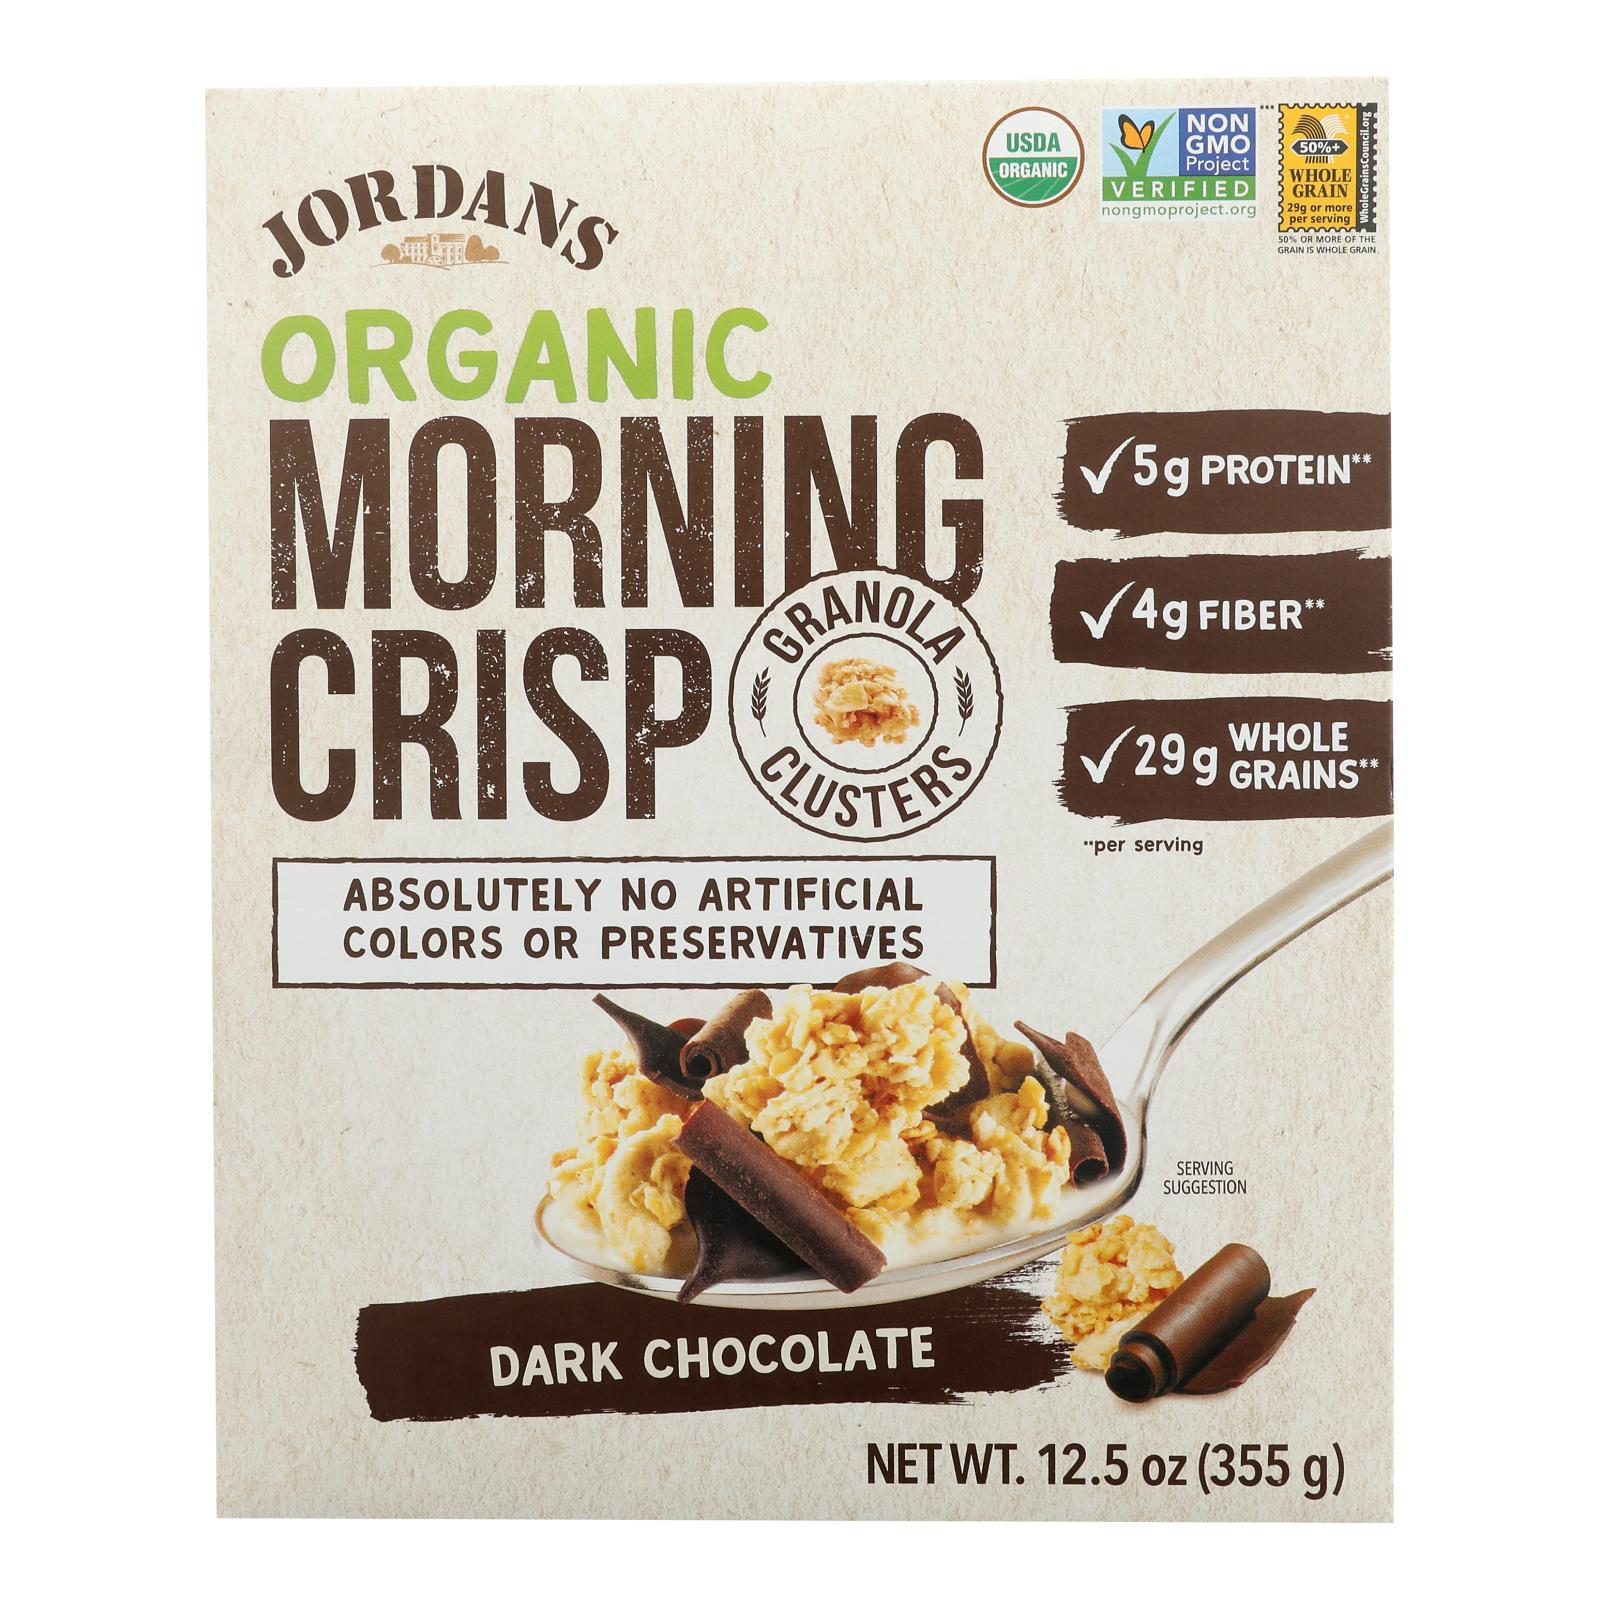 JORDANS
USDA
ORGANIC
NON
GMO
Project
VERIFIED
nongmoproject.org
***
50%+
WHOLE
GRAIN
29g or more
per serving
WholeGrainsCouncil.org
50% OR MORE OF THE
GRAIN IS WHOLE GRAIN
ORGANIC
MORNING
CRISP
GRANOLA
CLUSTERS
✓5g PROTEIN**
✓4g FIBER**
✓29g WHOLE
GRAINS**
**per serving
ABSOLUTELY NO ARTIFICIAL
COLORS OR PRESERVATIVES
SERVING
SUGGESTION
DARK CHOCOLATE
NET WT. 12.5 oz (355 g)